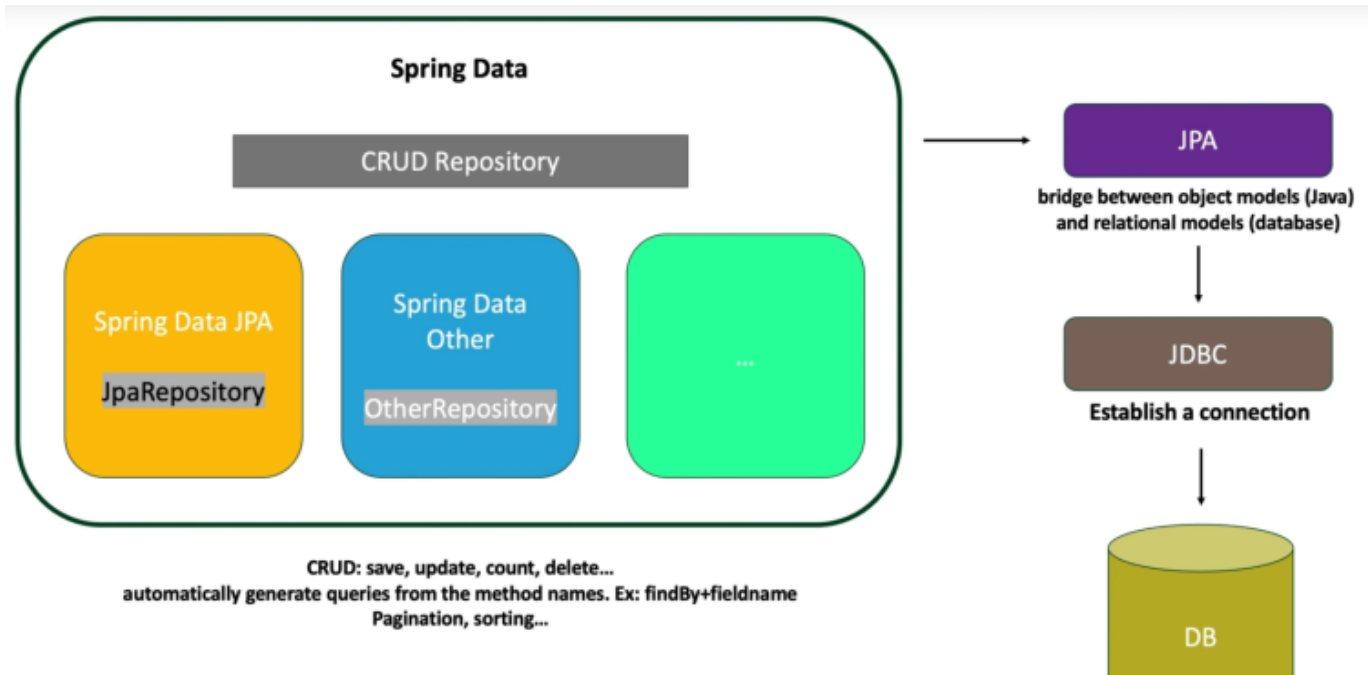 Spring Data
CRUD Repository
Spring Data JPA
JpaRepository
Spring Data
Other
OtherRepository
...
CRUD: save, update, count, delete...
automatically generate queries from the method names. Ex: findBy+fieldname
Pagination, sorting...
JPA
bridge between object models (Java)
and relational models (database)
JDBC
Establish a connection
DB